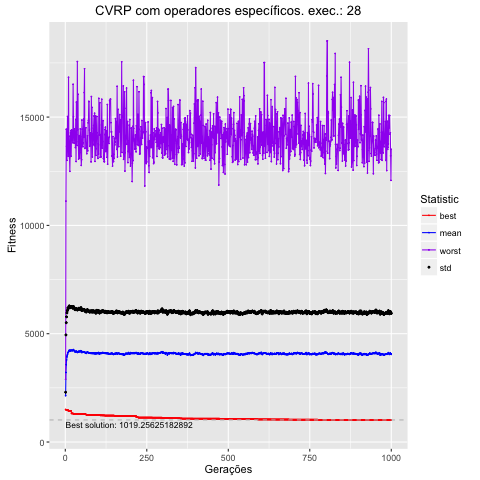 CVRP com operadores específicos. exec.: 28
Fitness
15000
10000
5000
0
Best solution: 1019.25625182892
0
250
500
750
1000
Gerações
Statistic
best
mean
worst
std